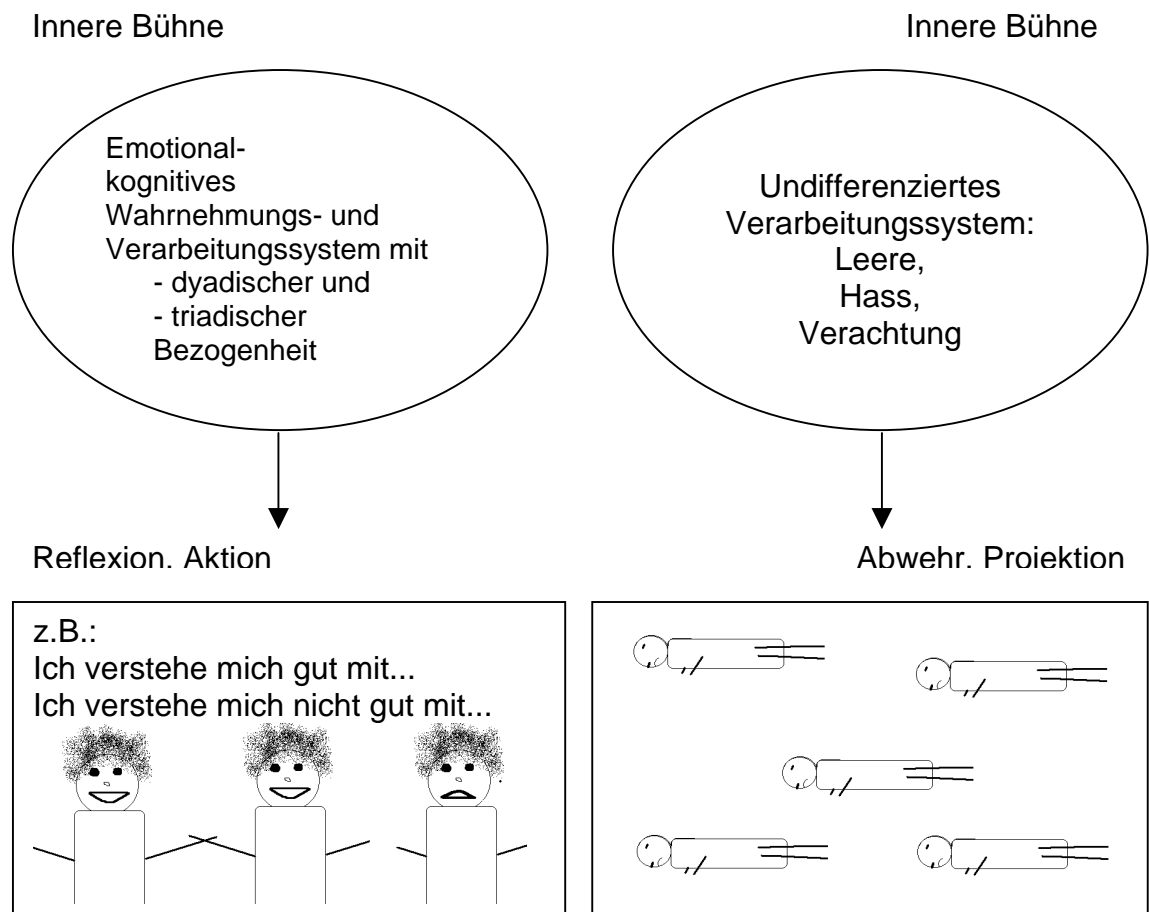 Innere Bühne
Emotional-
kognitives
Wahrnehmungs- und
Verarbeitungssystem mit
- dyadischer und
- triadischer
Bezogenheit
Reflexion, Aktion
z.B.:
Ich verstehe mich gut mit...
Ich verstehe mich nicht gut mit...
Innere Bühne
Undifferenziertes
Verarbeitungssystem:
Leere,
Hass,
Verachtung
Abwehr, Projektion